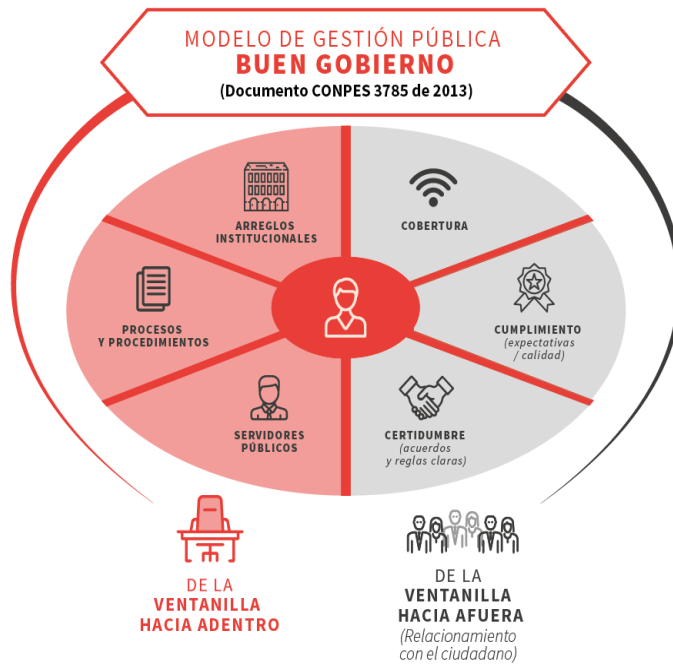 MODELO DE GESTIÓN PÚBLICA
BUEN GOBIERNO
(Documento CONPES 3785 de 2013)
ARREGLOS
INSTITUCIONALES
COBERTURA
PROCESOS
Y PROCEDIMIENTOS
CUMPLIMIENTO
(expectativas
/ calidad)
SERVIDORES
PÚBLICOS
CERTIDUMBRE
(acuerdos
y reglas claras)
DE LA
VENTANILLA
HACIA ADENTRO
DE LA
VENTANILLA
HACIA AFUERA
(Relacionamiento
con el ciudadano)